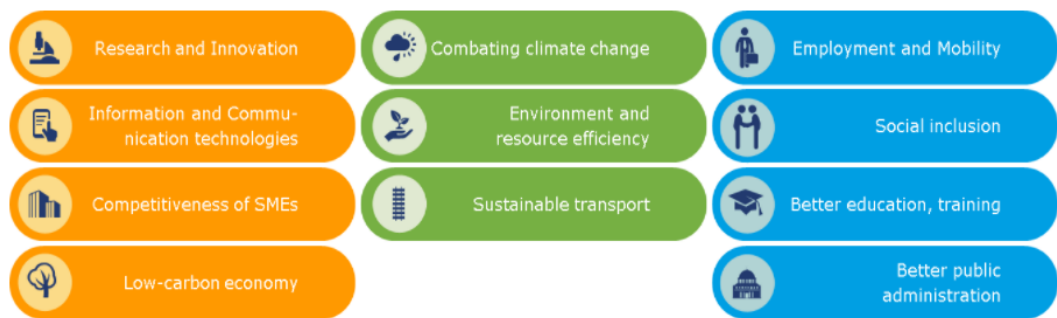 Research and Innovation
Information and Commu-
nication technologies
Competitiveness of SMEs
Low-carbon economy
Combating climate change
Environment and
resource efficiency
Sustainable transport
Employment and Mobility
Social inclusion
Better education, training
Better public
administration